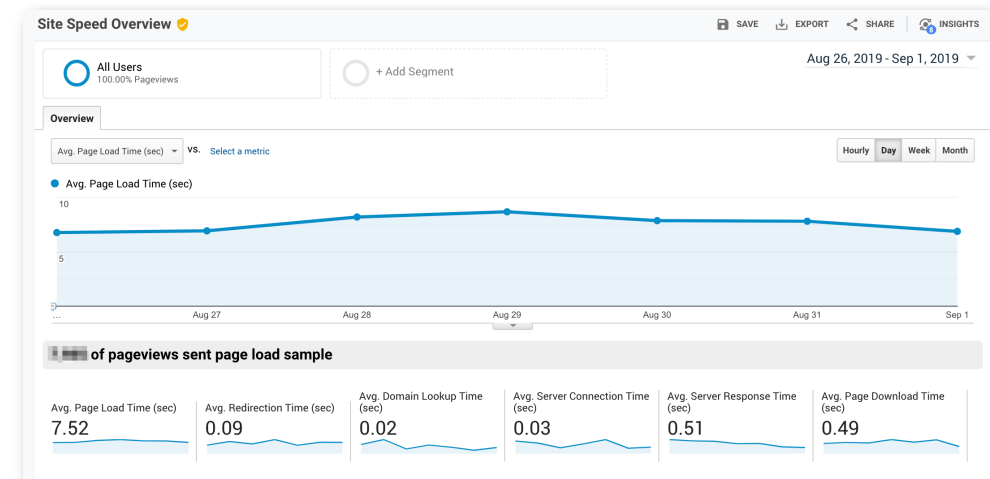 Site Speed Overview
SAVE
EXPORT
SHARE
6
INSIGHTS
All Users
100.00% Pageviews
+ Add Segment
Aug 26, 2019 - Sep 1, 2019
Overview
Avg. Page Load Time (sec)
VS.
Select a metric
Hourly
Day
Week
Month
Avg. Page Load Time (sec)
10
5
...
Aug 27
Aug 28
Aug 29
Aug 30
Aug 31
Sep 1
of pageviews sent page load sample
Avg. Page Load Time (sec)
7.52
Avg. Redirection Time (sec)
0.09
Avg. Domain Lookup Time
(sec)
0.02
Avg. Server Connection Time
(sec)
0.03
Avg. Server Response Time
(sec)
0.51
Avg. Page Download Time
(sec)
0.49